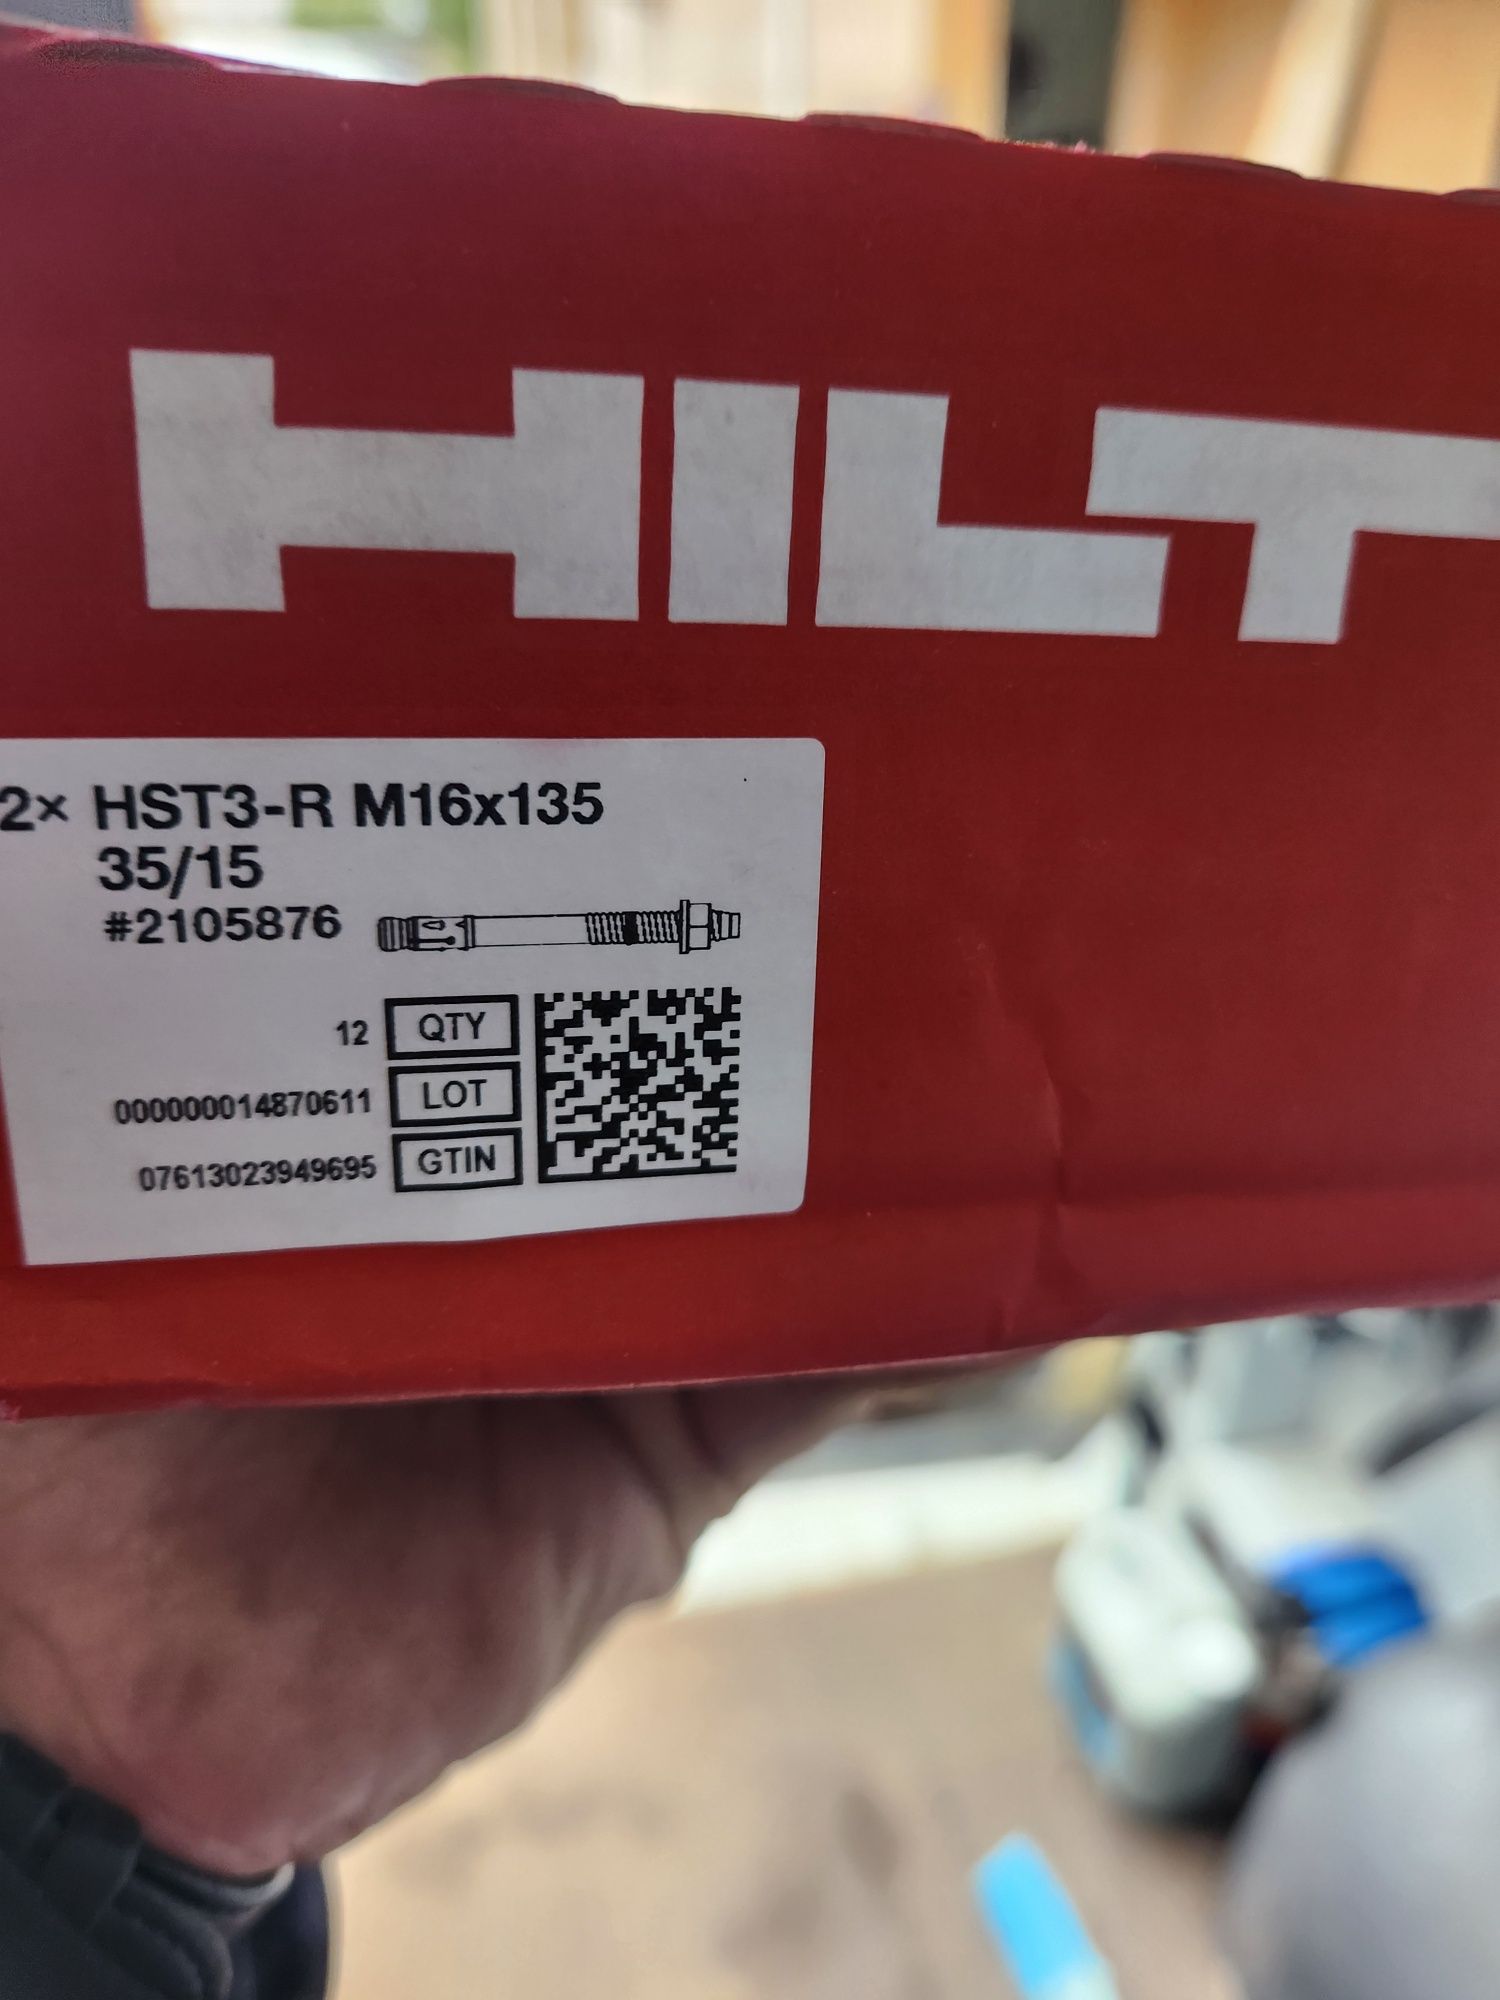 HILT
2× HST3-R M16x135
35/15
#2105876
12 QTY
000000014870611 LOT
07613023949695 GTIN